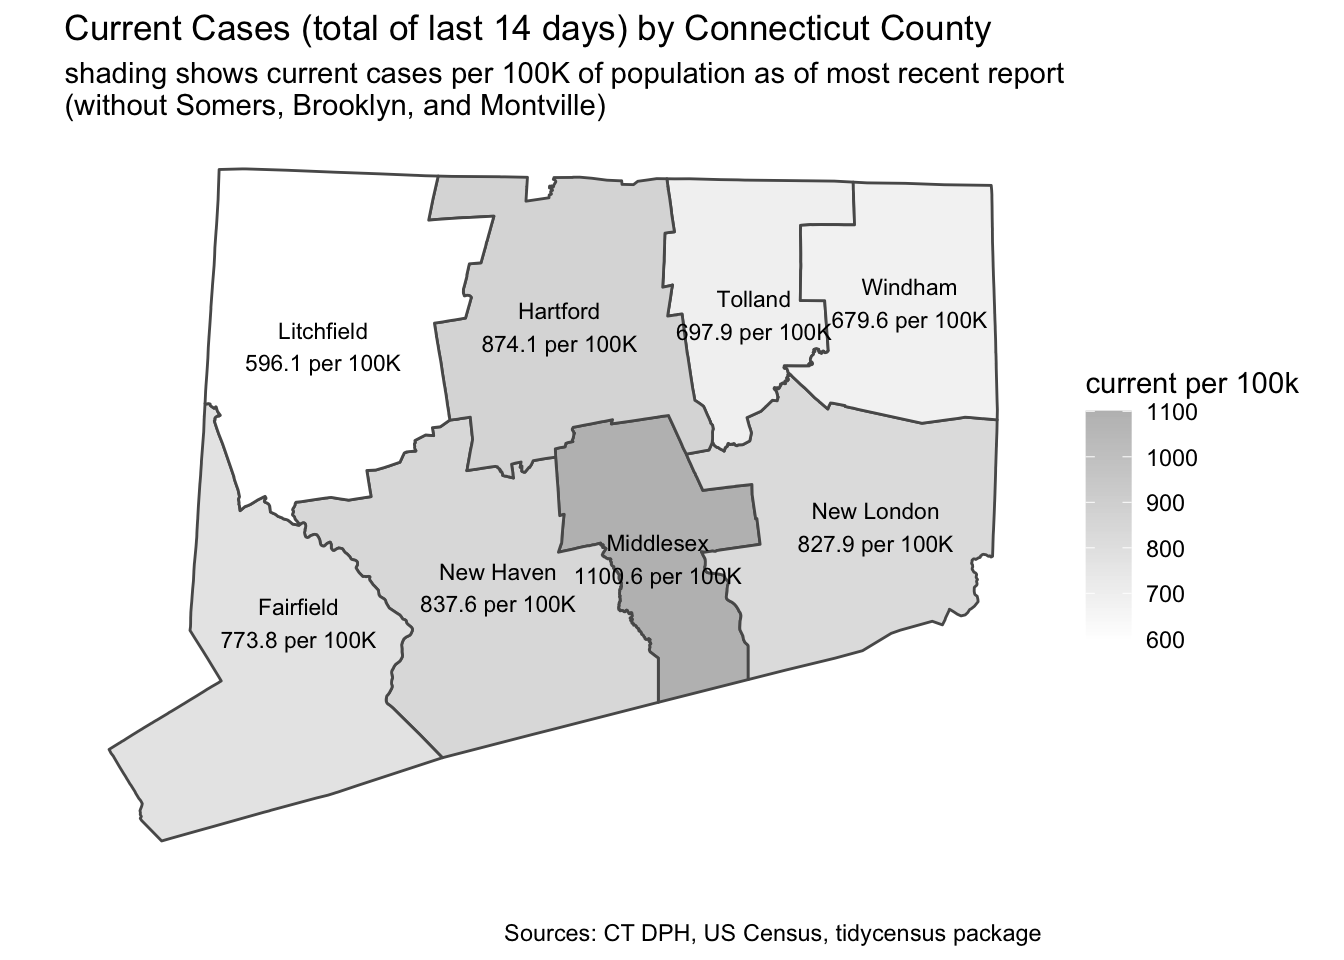 Current Cases (total of last 14 days) by Connecticut County
shading shows current cases per 100K of population as of most recent report
(without Somers, Brooklyn, and Montville)
Litchfield
596.1 per 100K
Hartford
874.1 per 100K
Tolland
697.9 per 100K
Windham
679.6 per 100K
Fairfield
773.8 per 100K
New Haven
837.6 per 100K
Middlesex
1100.6 per 100K
New London
827.9 per 100K
current per 100k
1100
1000
900
800
700
600
Sources: CT DPH, US Census, tidycensus package